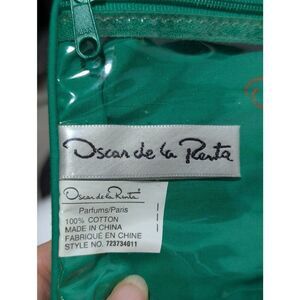 Oscar de la Renta
Oscar de la Renta
Parfums/Paris
100% COTTON
MADE IN CHINA
FABRIQUÉ EN CHINE
STYLE NO. 723734011